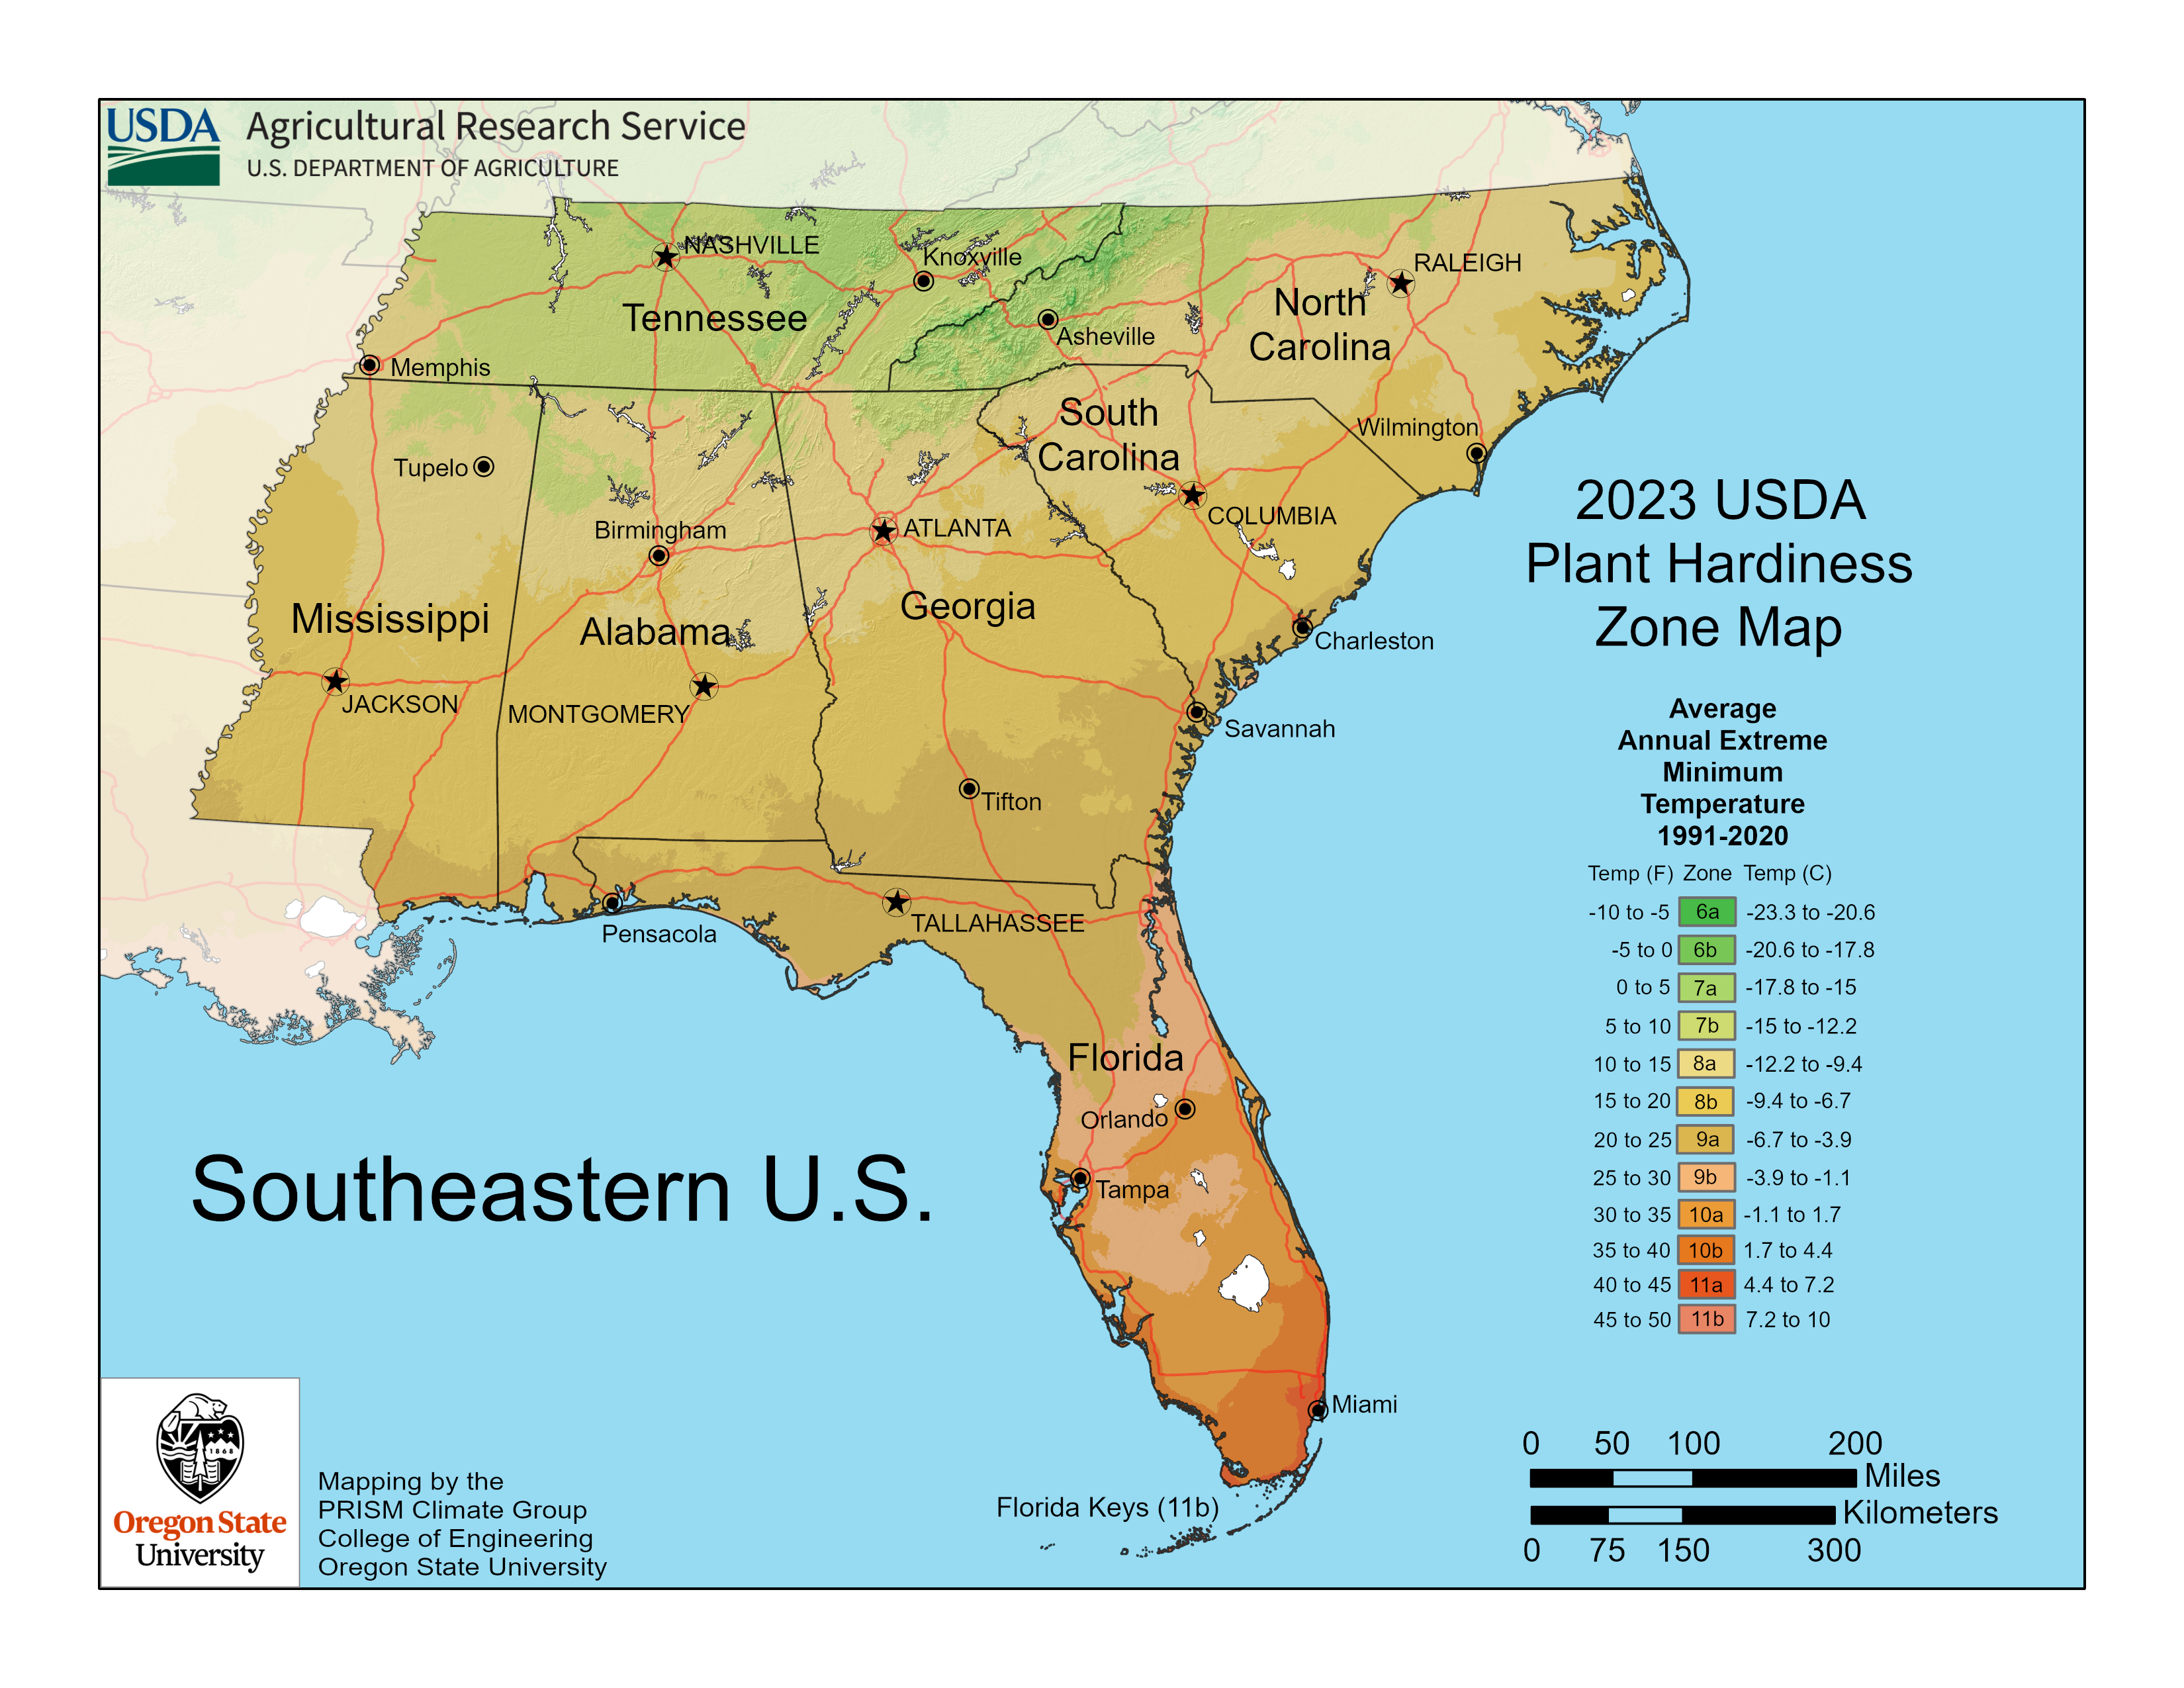 USDA
Agricultural Research Service
U.S. DEPARTMENT OF AGRICULTURE
NASHVILLE
Knoxville
RALEIGH
Tennessee
North
Carolina
Asheville
Memphis
South
Carolina
Wilmington
Tupelo
COLUMBIA
Birmingham
ATLANTA
Mississippi
Alabama
Georgia
Charleston
JACKSON
MONTGOMERY
Savannah
Tifton
TALLAHASSEE
Pensacola
Florida
Orlando
Tampa
Miami
Florida Keys (11b)
Southeastern U.S.
2023 USDA
Plant Hardiness
Zone Map
Average
Annual Extreme
Minimum
Temperature
1991-2020
Temp (F) Zone Temp (C)
-10 to -5 6a -23.3 to -20.6
-5 to 0 6b -20.6 to -17.8
0 to 5 7a -17.8 to -15
5 to 10 7b -15 to -12.2
10 to 15 8a -12.2 to -9.4
15 to 20 8b -9.4 to -6.7
20 to 25 9a -6.7 to -3.9
25 to 30 9b -3.9 to -1.1
30 to 35 10a -1.1 to 1.7
35 to 40 10b 1.7 to 4.4
40 to 45 11a 4.4 to 7.2
45 to 50 11b 7.2 to 10
0 50 100 200
Miles
Kilometers
0 75 150 300
1868
Oregon State
University
Mapping by the
PRISM Climate Group
College of Engineering
Oregon State University